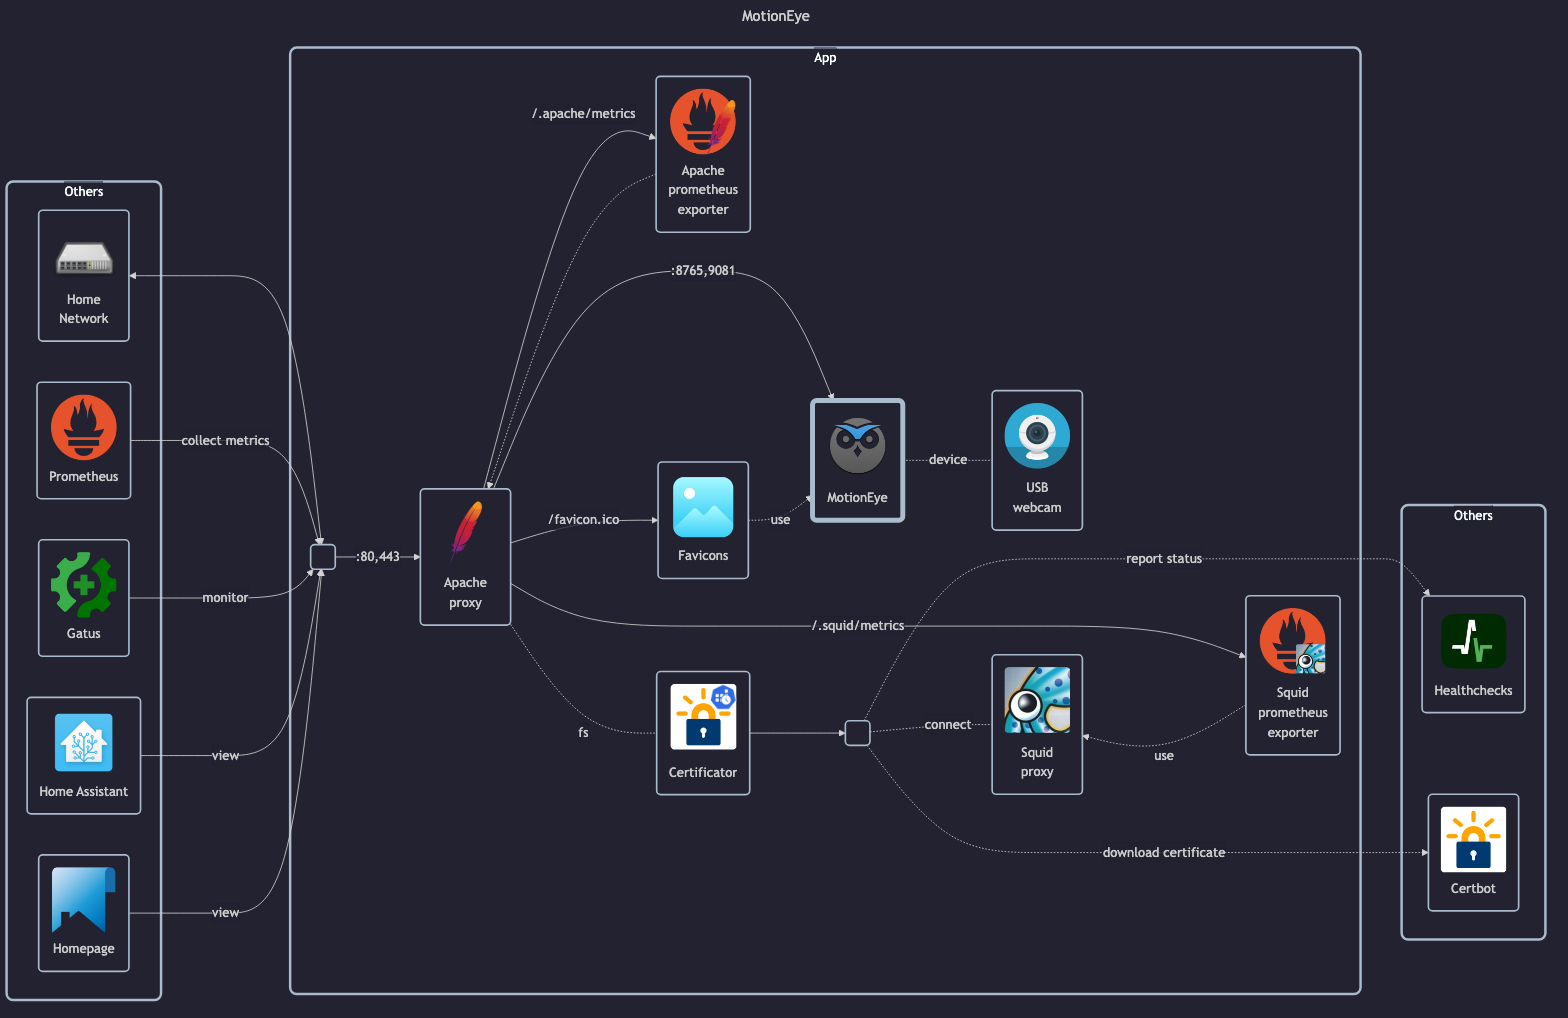 MotionEye
App
/.apache/metrics
Apache
prometheus
exporter
Others
Home
Network
:8765,9081
Prometheus
collect metrics
MotionEye
device
USB
webcam
/favicon.ico
Favicons
use
:80,443
Apache
proxy
Gatus
monitor
/.squid/metrics
report status
Others
Healthchecks
Squid
prometheus
exporter
use
fs
Certificator
connect
Squid
proxy
Home Assistant
view
download certificate
Certbot
Homepage
view